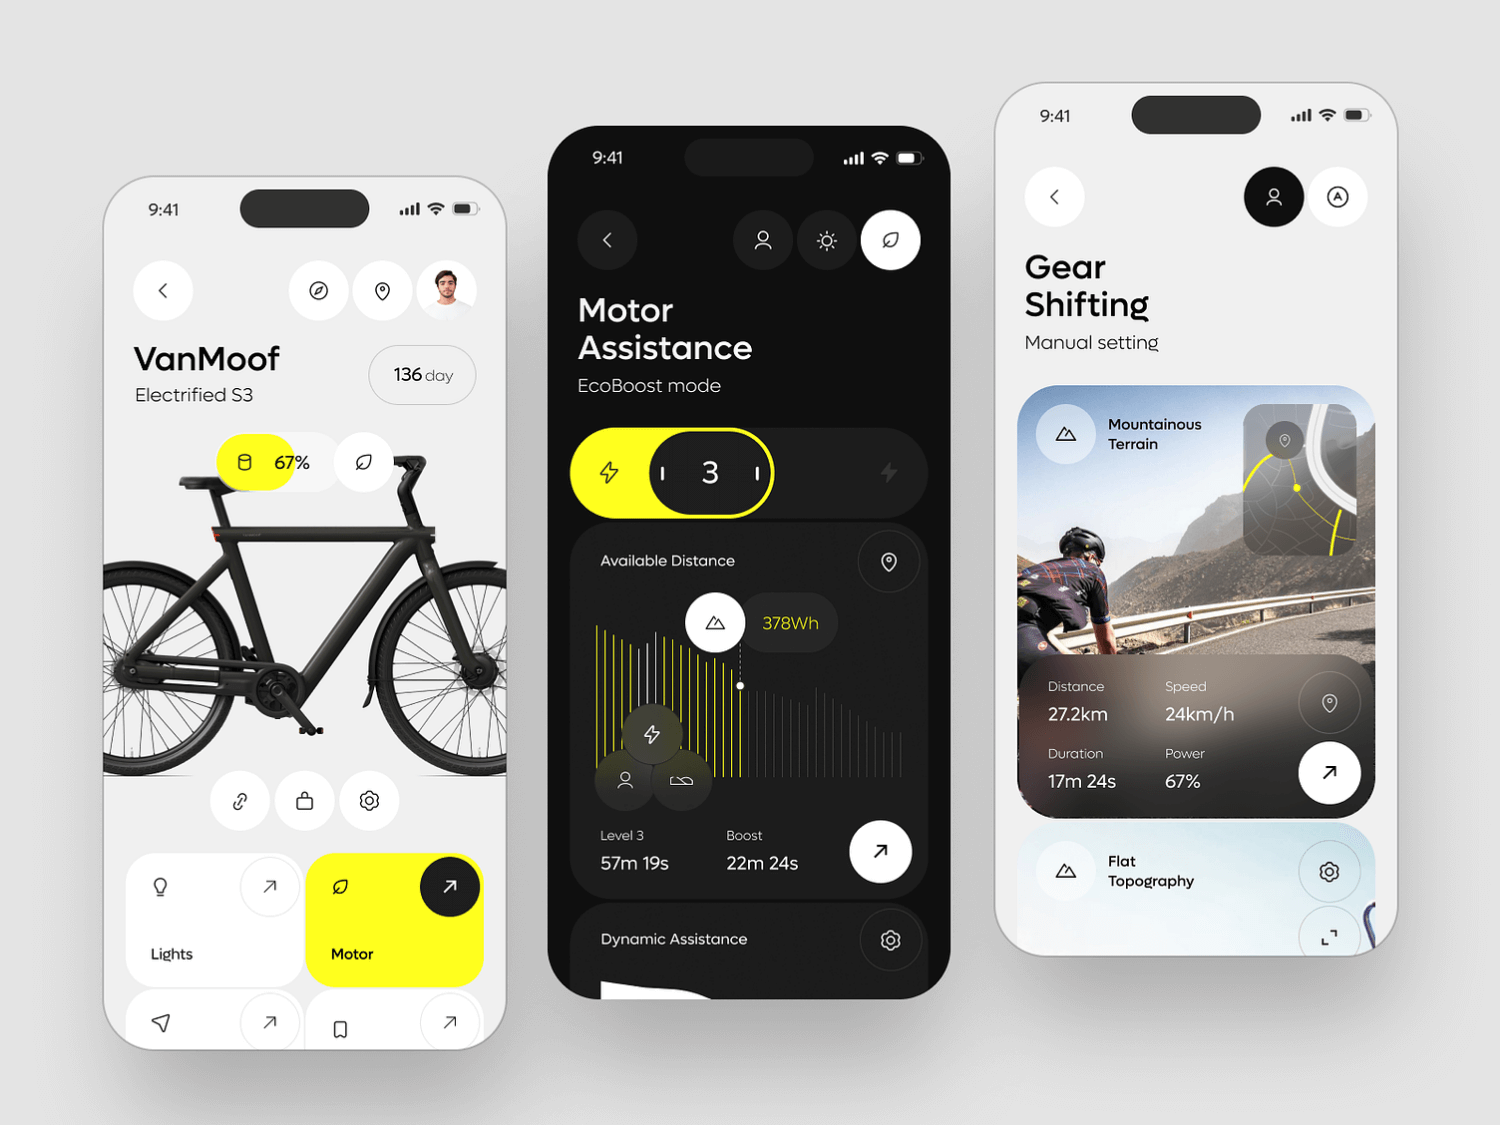 9:41
VanMoof
Electrified S3
136 day
67%
Lights
Motor
9:41
Motor
Assistance
EcoBoost mode
3
Available Distance
378Wh
Level 3
Boost
57m 19s
22m 24s
Dynamic Assistance
9:41
Gear
Shifting
Manual setting
Mountainous
Terrain
Distance
Speed
27.2km
24km/h
Duration
Power
17m 24s
67%
Flat
Topography